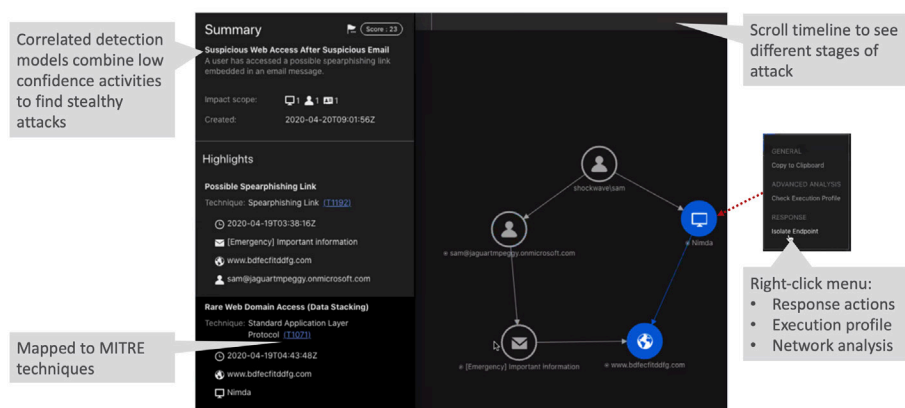 Correlated detection
models combine low
confidence activities
to find stealthy
attacks
Mapped to MITRE
techniques
Summary
Score : 23
Suspicious Web Access After Suspicious Email
A user has accessed a possible spearphishing link
embedded in an email message.
Impact scope: 1 1 1
Created: 2020-04-20T09:01:56Z
Highlights
Possible Spearphishing Link
Technique: Spearphishing Link (T1192)
2020-04-19T03:38:16Z
[Emergency] Important information
www.bdfecfitddfg.com
sam@jaguartmpeggy.onmicrosoft.com
Rare Web Domain Access (Data Stacking)
Technique: Standard Application Layer
Protocol (T1071)
2020-04-19T04:43:48Z
www.bdfecfitddfg.com
Nimda
shockwave\sam
Nimda
sam@jaguartmpeggy.onmicrosoft.com
[Emergency] Important Information
www.bdfecfitddfg.com
Scroll timeline to see
different stages of
attack
GENERAL
Copy to Clipboard
ADVANCED ANALYSIS
Check Execution Profile
RESPONSE
Isolate Endpoint
Right-click menu:
• Response actions
• Execution profile
• Network analysis